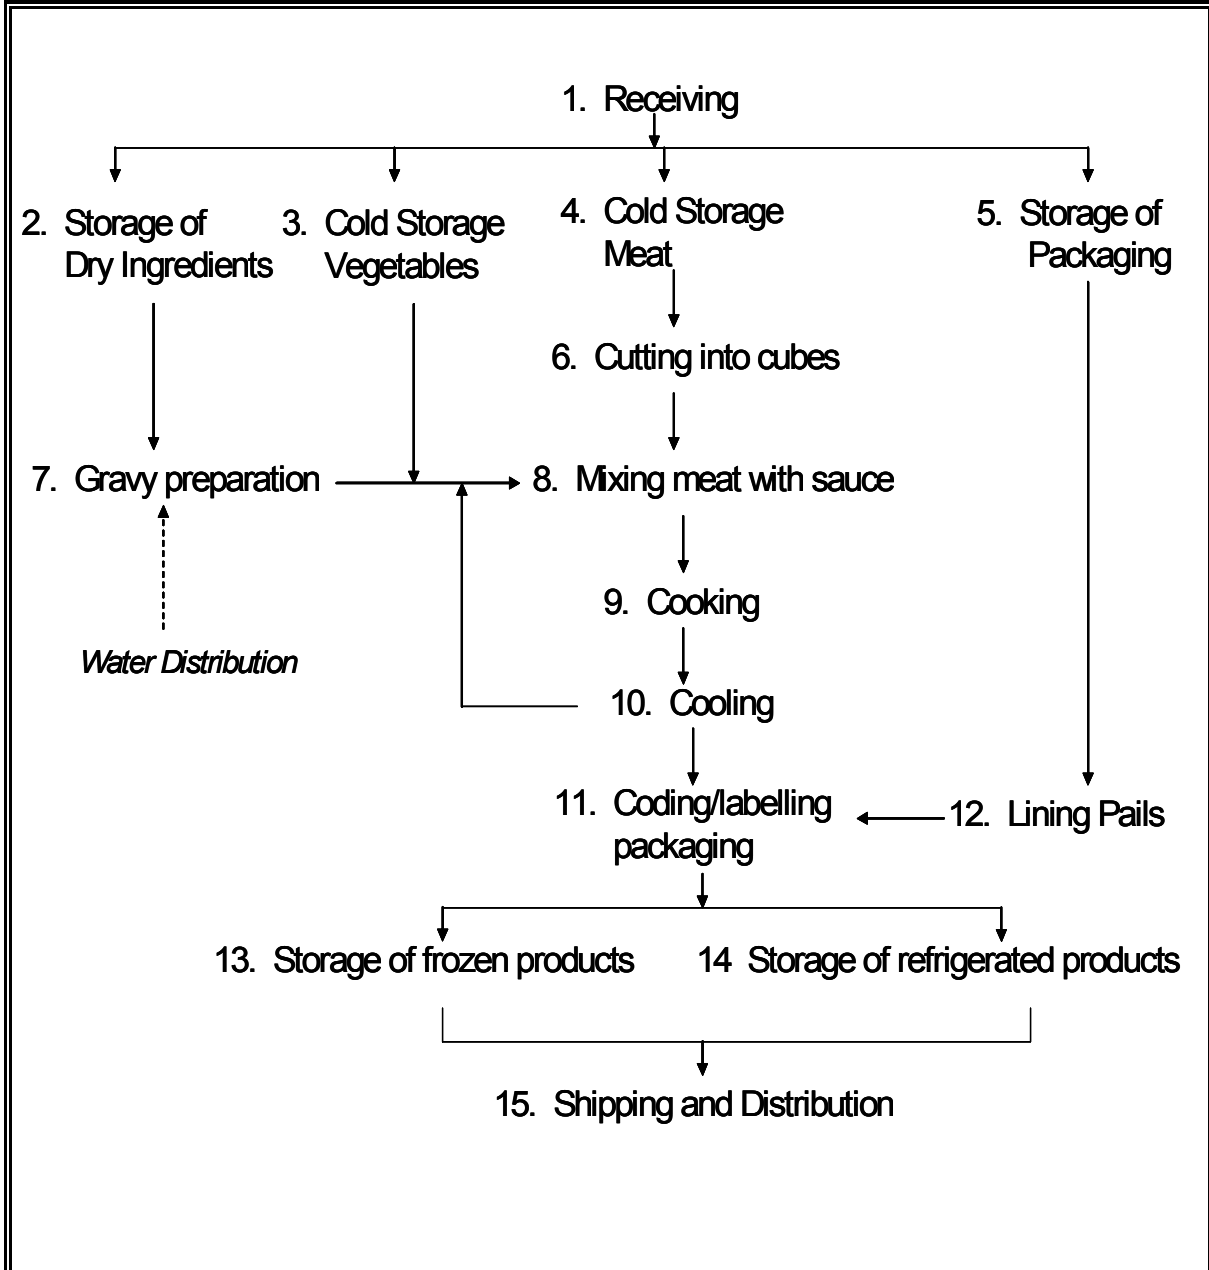 1. Receiving
2. Storage of
Dry Ingredients
3. Cold Storage
Vegetables
4. Cold Storage
Meat
5. Storage of
Packaging
6. Cutting into cubes
7. Gravy preparation
8. Mixing meat with sauce
9. Cooking
Water Distribution
10. Cooling
11. Coding/labelling
packaging
12. Lining Pails
13. Storage of frozen products
14 Storage of refrigerated products
15. Shipping and Distribution